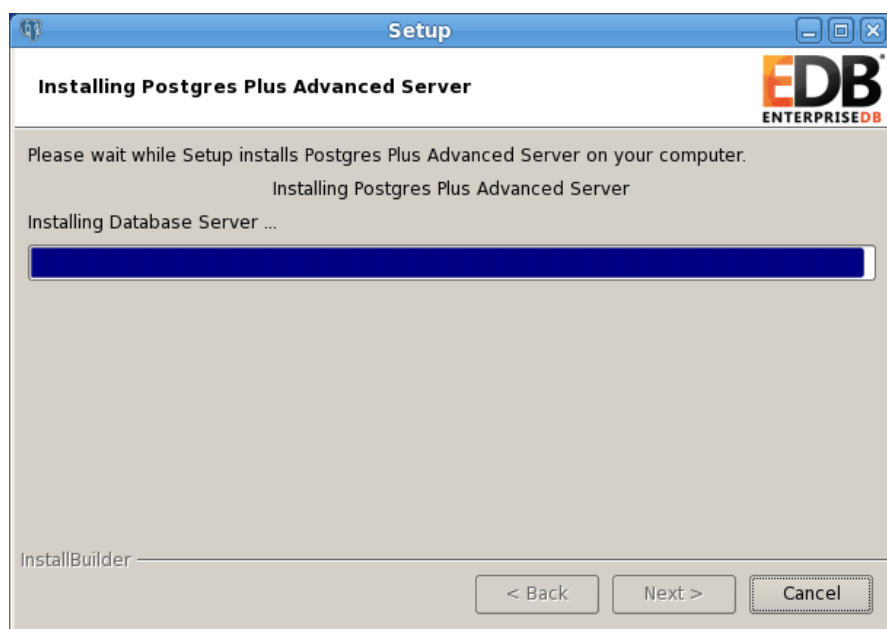 Setup
Installing Postgres Plus Advanced Server
EDB
ENTERPRISEDB
Please wait while Setup installs Postgres Plus Advanced Server on your computer.
Installing Postgres Plus Advanced Server
Installing Database Server ...
InstallBuilder
< Back Next > Cancel